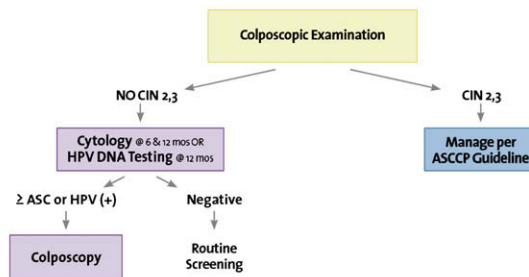 Colposcopic Examination
NO CIN 2,3
CIN 2,3
Cytology @ 6 & 12 mos OR
HPV DNA Testing @ 12 mos
Manage per
ASCCP Guideline
≥ ASC or HPV (+)
Negative
Colposcopy
Routine
Screening